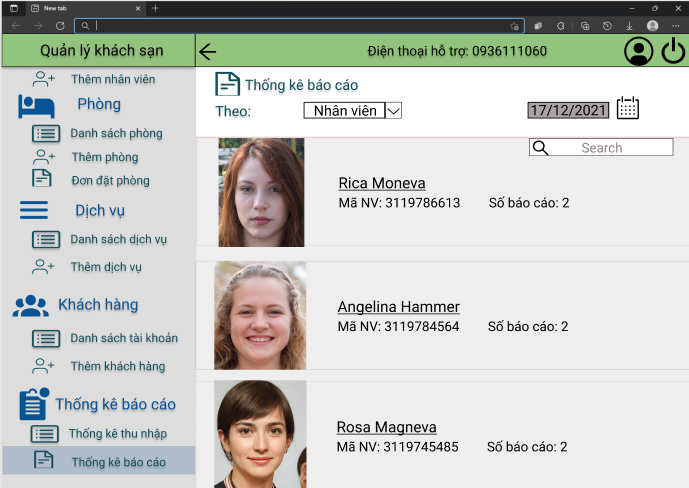 New tab
Quản lý khách sạn
Điện thoại hỗ trợ: 0936111060
Thêm nhân viên
Phòng
Danh sách phòng
Thêm phòng
Đơn đặt phòng
Dịch vụ
Danh sách dịch vụ
Thêm dịch vụ
Khách hàng
Danh sách tài khoản
Thêm khách hàng
Thống kê báo cáo
Thống kê thu nhập
Thống kê báo cáo
Thống kê báo cáo
Theo: Nhân viên 17/12/2021
Search
Rica Moneva
Mã NV: 3119786613 Số báo cáo: 2
Angelina Hammer
Mã NV: 3119784564 Số báo cáo: 2
Rosa Magneva
Mã NV: 3119745485 Số báo cáo: 2